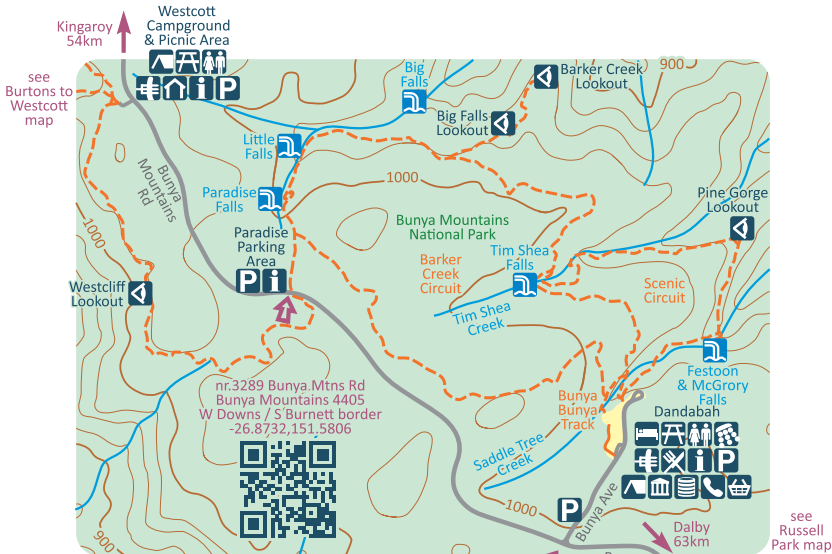 Westcott
Campground
& Picnic Area
Kingaroy
54km
see
Burtons to
Westcott
map
P
Big
Falls
Barker Creek
Lookout
900
Big Falls
Lookout
Little
Falls
Bunya
Mountains
Rd
1000
Paradise
Falls
Pine Gorge
Lookout
Bunya Mountains
National Park
Paradise
Parking
Area
P
1000
Barker
Creek
Circuit
Tim Shea
Falls
Scenic
Circuit
Westcliff
Lookout
Tim Shea
Creek
nr.3289 Bunya Mtns Rd
Bunya Mountains 4405
W Downs / S Burnett border
-26.8732,151.5806
Festoon
& McGrory
Falls
Bunya
Bunya
Track
Dandabah
P
Saddle Tree
Creek
1000
P
Bunya Ave
900
Dalby
63km
see
Russell
Park map